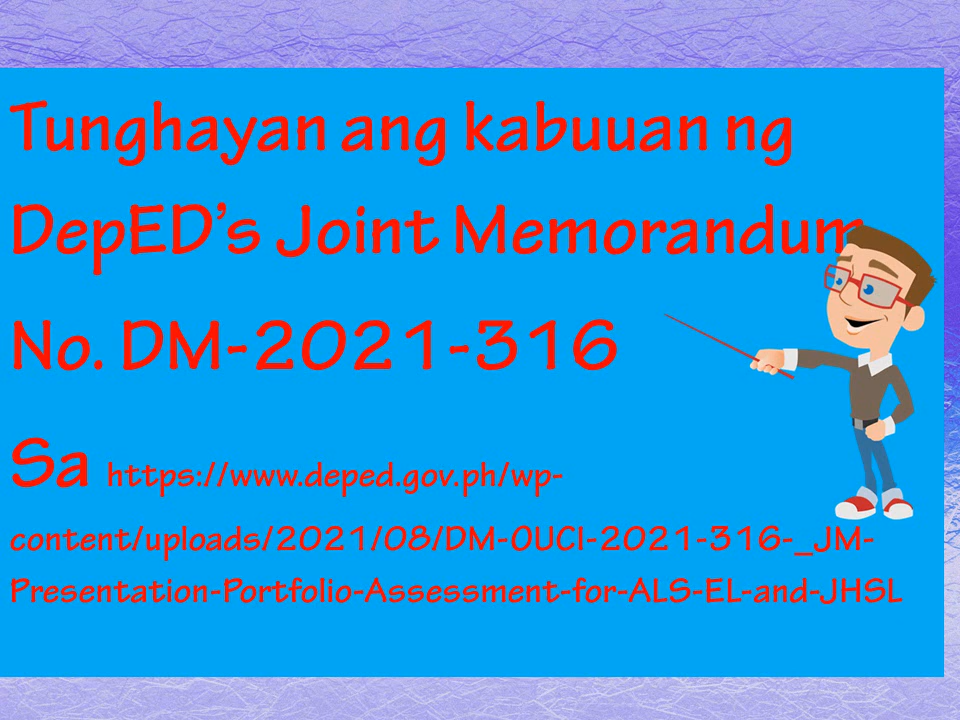 Tunghayan ang kabuuan ng
DepED's Joint Memorandum
No. DM-2021-316
Sa https://www.deped.gov.ph/wp-
content/uploads/2021/08/DM-OUCI-2021-316-_JM-
Presentation-Portfolio-Assessment-for-ALS-EL-and-JHSL